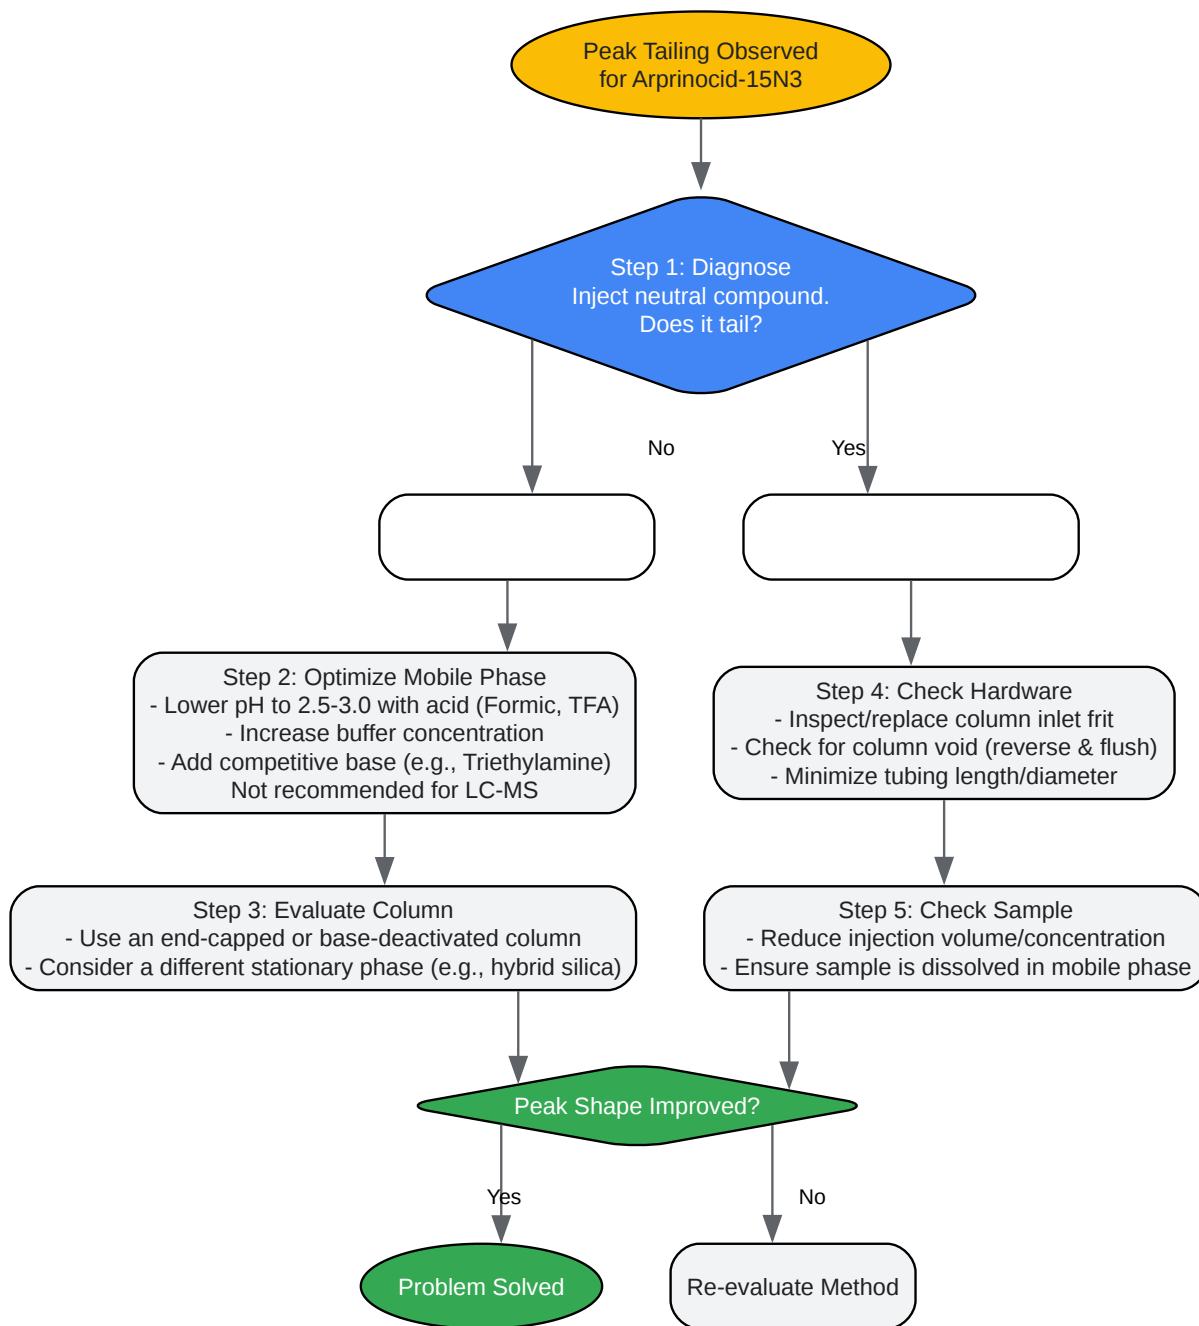 Peak Tailing Observed
for Arprinocid-15N3
Step 1: Diagnose
Inject neutral compound.
Does it tail?
No
Yes
Step 2: Optimize Mobile Phase
- Lower pH to 2.5-3.0 with acid (Formic, TFA)
- Increase buffer concentration
- Add competitive base (e.g., Triethylamine)
Not recommended for LC-MS
Step 4: Check Hardware
- Inspect/replace column inlet frit
- Check for column void (reverse & flush)
- Minimize tubing length/diameter
Step 3: Evaluate Column
- Use an end-capped or base-deactivated column
- Consider a different stationary phase (e.g., hybrid silica)
Step 5: Check Sample
- Reduce injection volume/concentration
- Ensure sample is dissolved in mobile phase
Peak Shape Improved?
Yes
No
Problem Solved
Re-evaluate Method